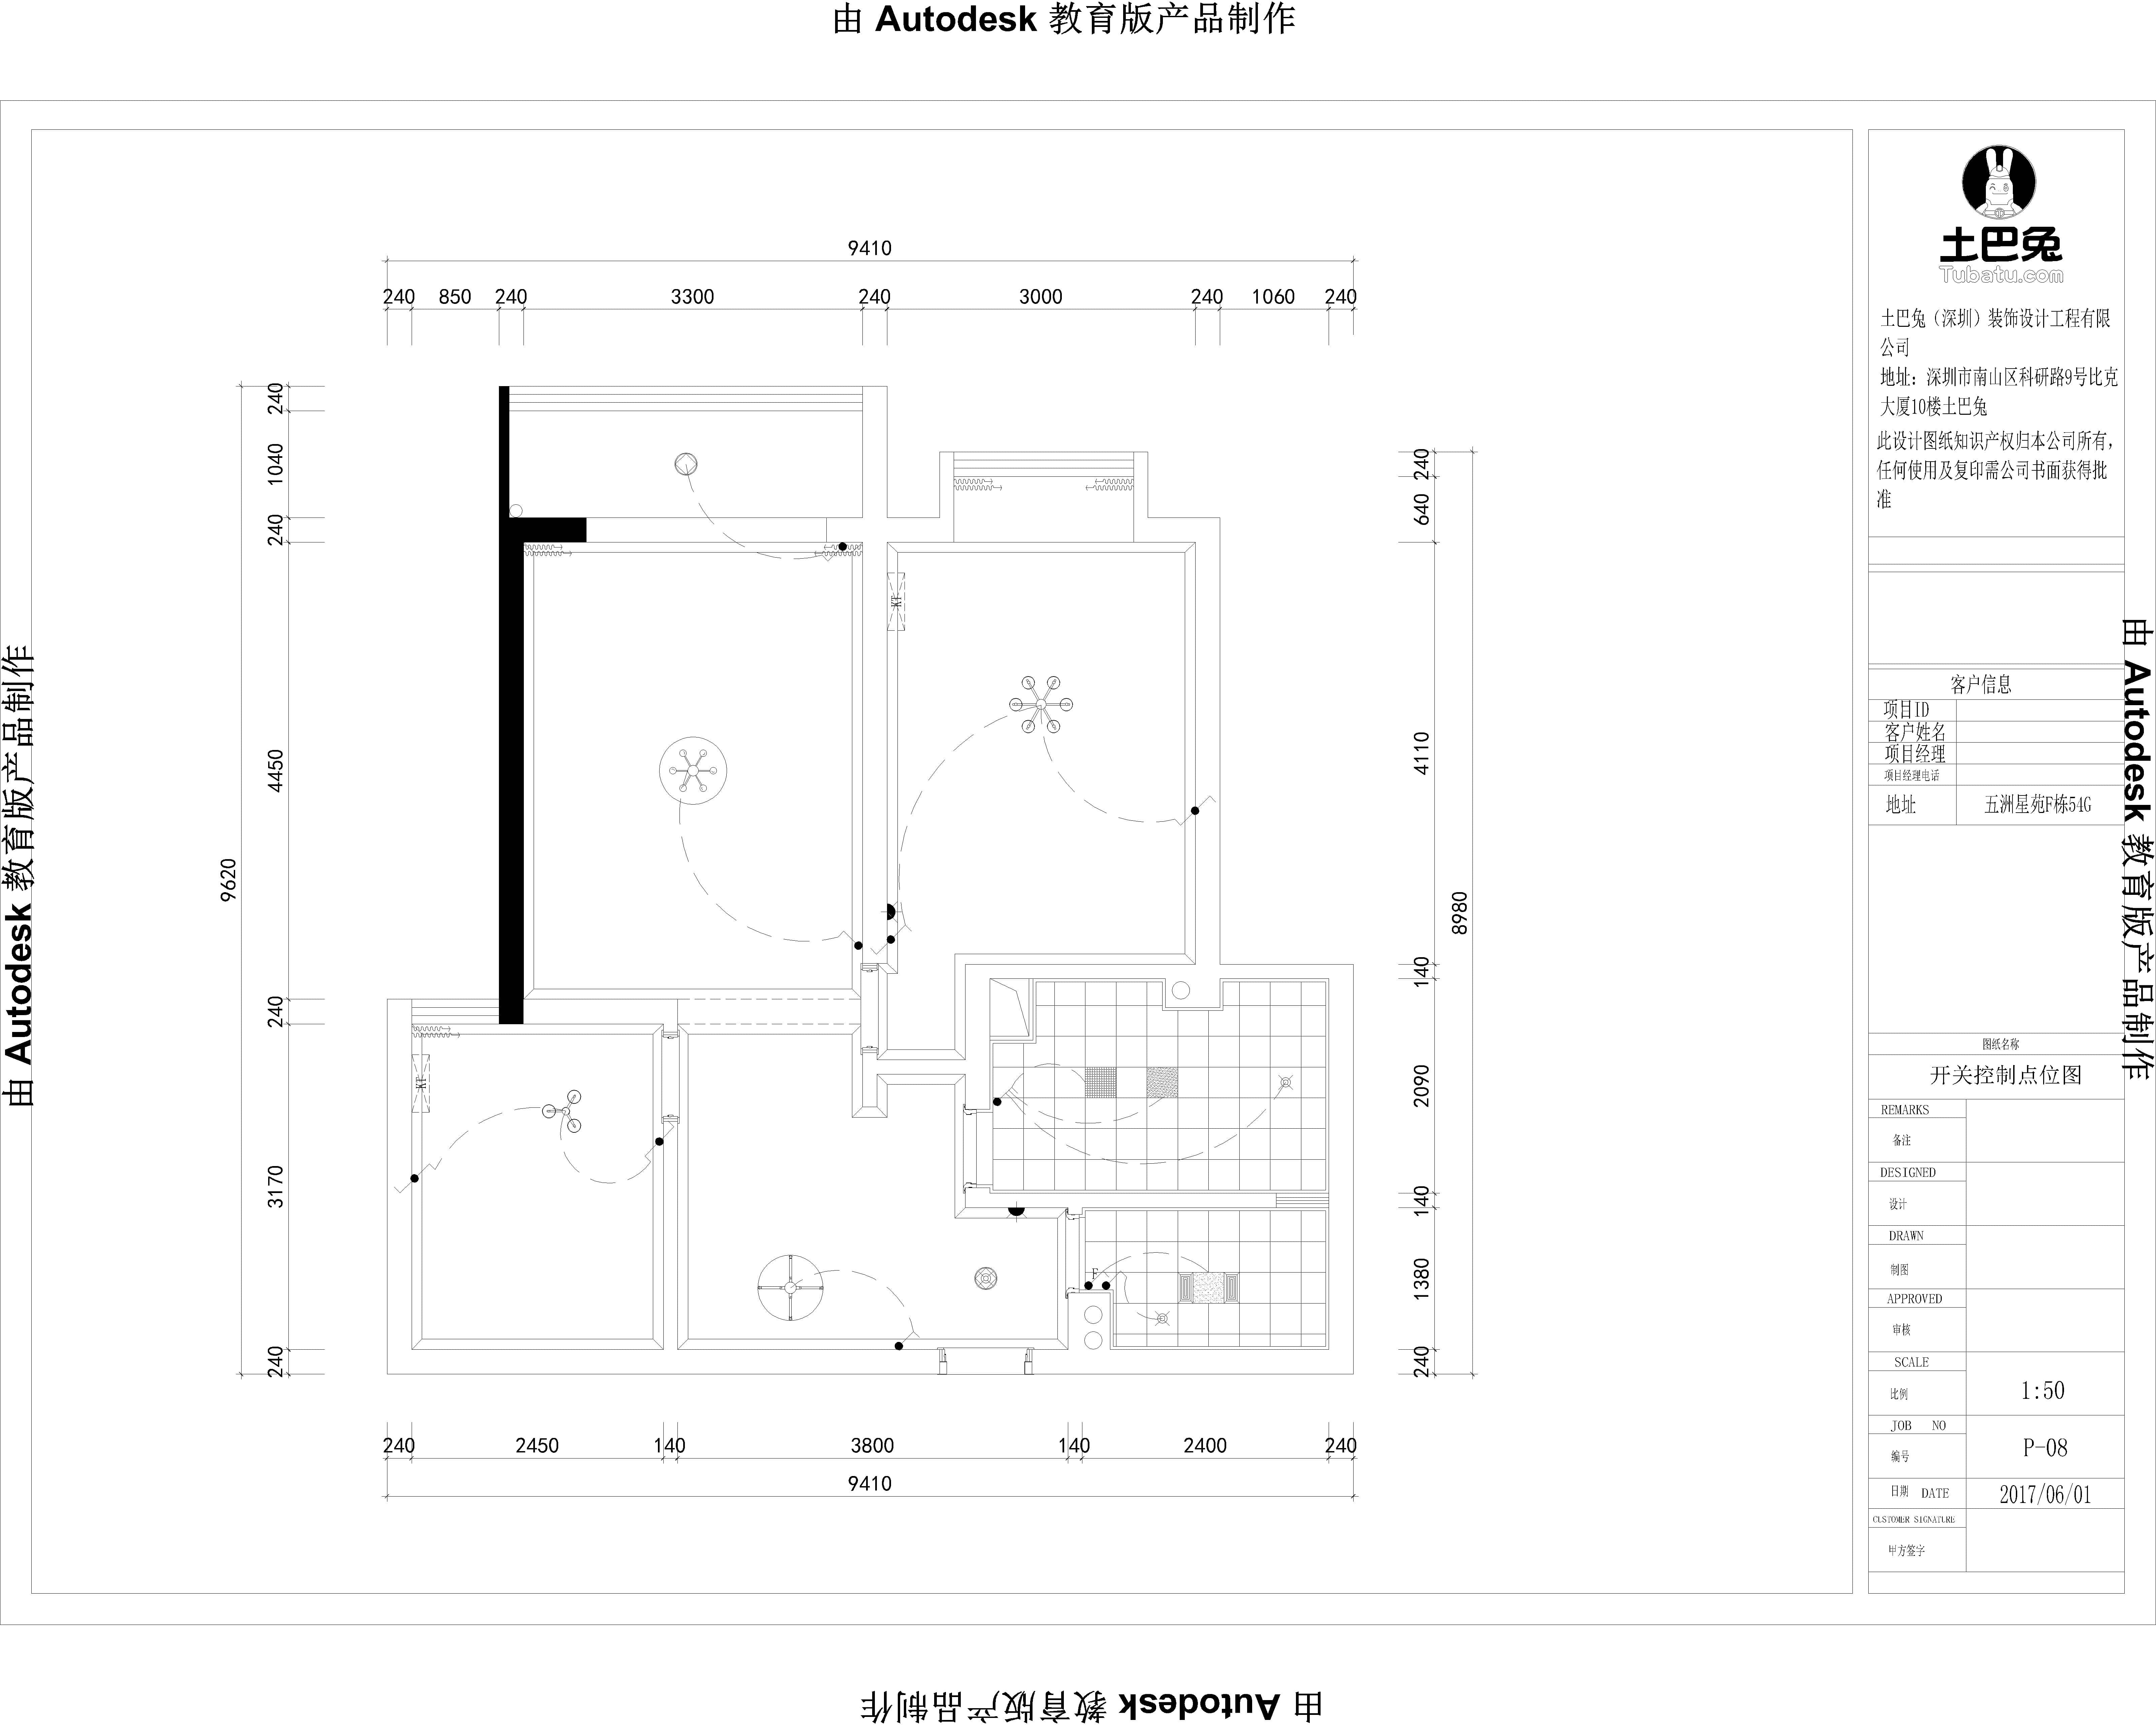 由 Autodesk 教育版产品制作
9410
240 850 240 3300 240 3000 240 1060 240
240
1040
240
4450
240
3170
240
9620
KT
KT
F
240
640
4110
140
2090
140
1380
240
8980
240 2450 140 3800 140 2400 240
9410
土巴兔
Tubatu.com
土巴兔（深圳）装饰设计工程有限
公司
地址：深圳市南山区科研路9号比克
大厦10楼土巴兔
此设计图纸知识产权归本公司所有，
任何使用及复印需公司书面获得批
准
客户信息
项目ID
客户姓名
项目经理
项目经理电话
地址 五洲星苑F栋54G
图纸名称
开关控制点位图
REMARKS
备注
DESIGNED
设计
DRAWN
制图
APPROVED
审核
SCALE
比例 1:50
JOB NO
编号 P-08
日期 DATE 2017/06/01
CUSTOMER SIGNATURE
甲方签字
由 Autodesk 教育版产品制作
由 Autodesk 教育版产品制作
由 Autodesk 教育版产品制作